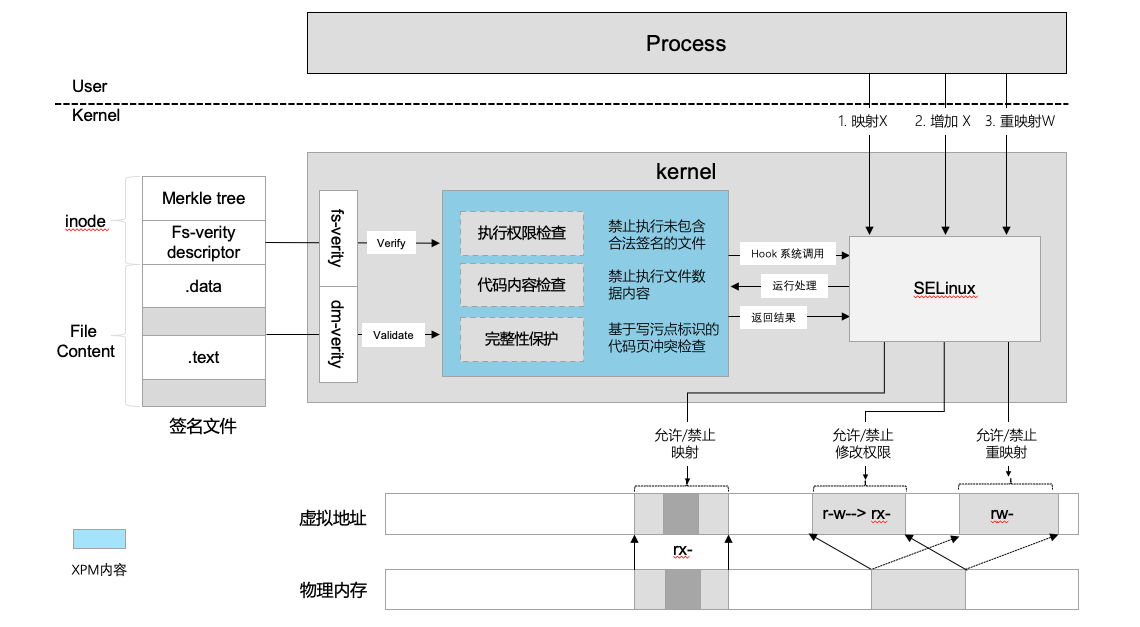 Process
User
Kernel
1. 映射X
2. 增加 X
3. 重映射W
kernel
inode
Merkle tree
Fs-verity
descriptor
.data
File
Content
.text
签名文件
fs-verity
dm-verity
Verify
Validate
执行权限检查
禁止执行未包含
合法签名的文件
代码内容检查
禁止执行文件数
据内容
完整性保护
基于写污点标识的
代码页冲突检查
Hook 系统调用
运行处理
返回结果
SELinux
允许/禁止
映射
允许/禁止
修改权限
允许/禁止
重映射
虚拟地址
r-w--> rx-
rw-
rx-
物理内存
XPM内容